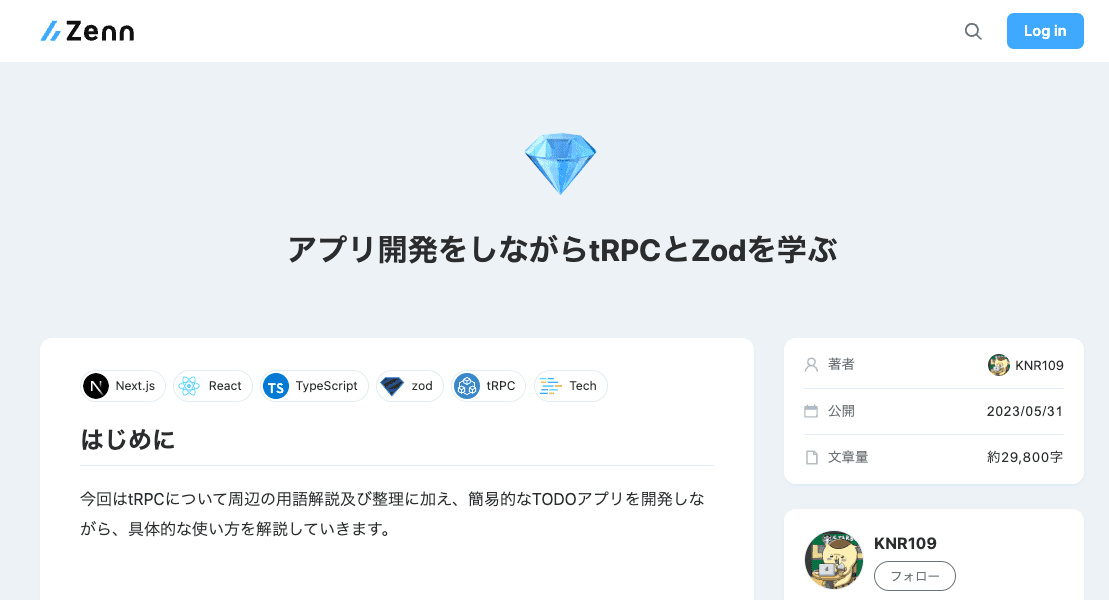 Zenn
Log in
アプリ開発をしながらtRPCとZodを学ぶ
Next.js
React
TS
TypeScript
zod
tRPC
Tech
はじめに
今回はtRPCについて周辺の用語解説及び整理に加え、簡易的なTODOアプリを開発しな
がら、具体的な使い方を解説していきます。
著者
KNR109
公開
2023/05/31
文章量
約29,800字
KNR109
フォロー